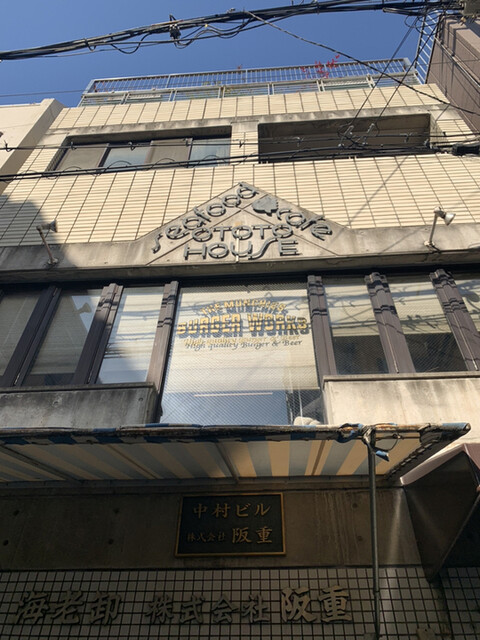 seafood & cafe
OTOTO
HOUSE
BURGER WORKS
High quality Burger & Beer
中村ビル
株式会社 阪重
海老卸 株式会社 阪重